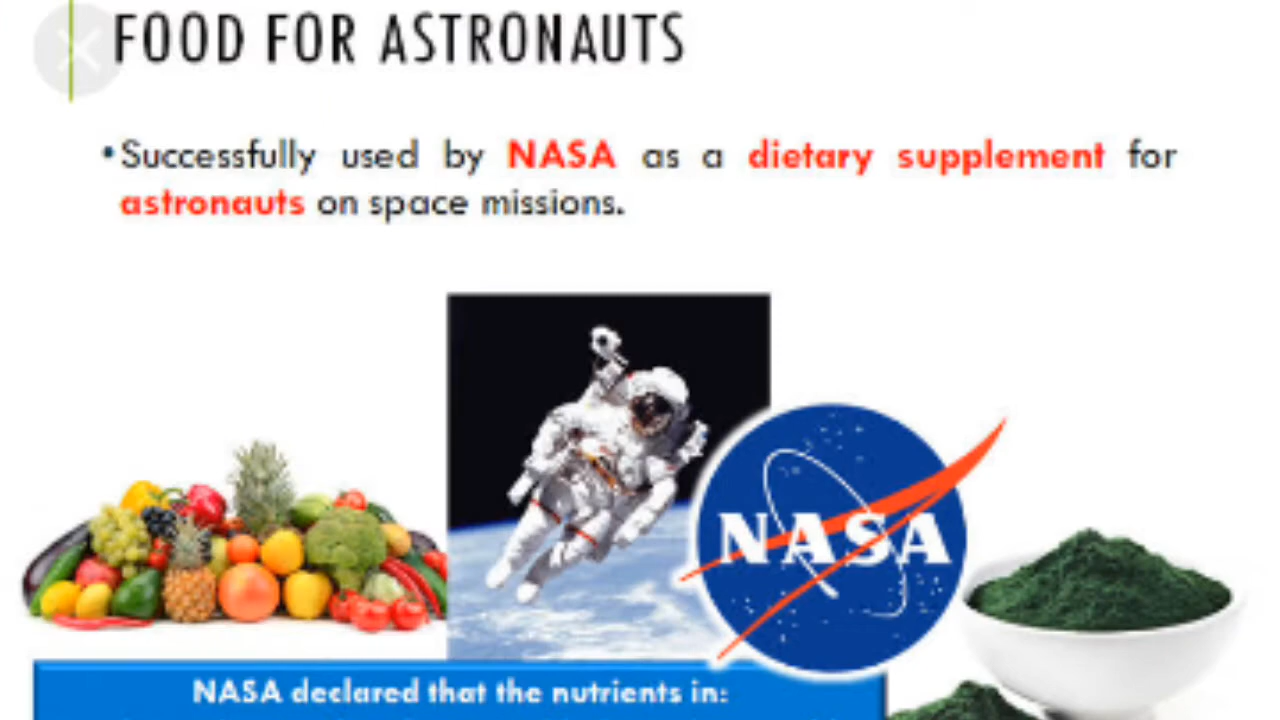 FOOD FOR ASTRONAUTS
•Successfully used by NASA as a dietary supplement for
astronauts on space missions.
NASA
NASA declared that the nutrients in: